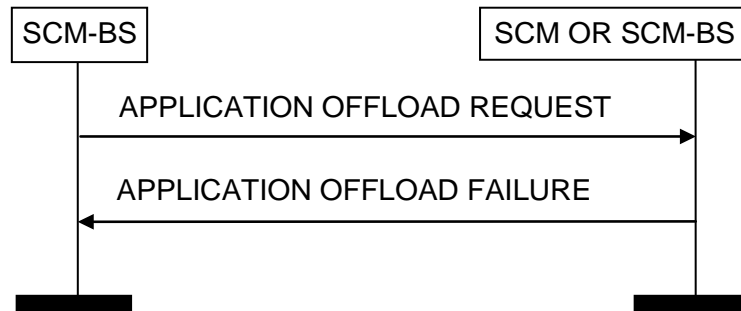 SCM-BS
SCM OR SCM-BS
APPLICATION OFFLOAD REQUEST
APPLICATION OFFLOAD FAILURE